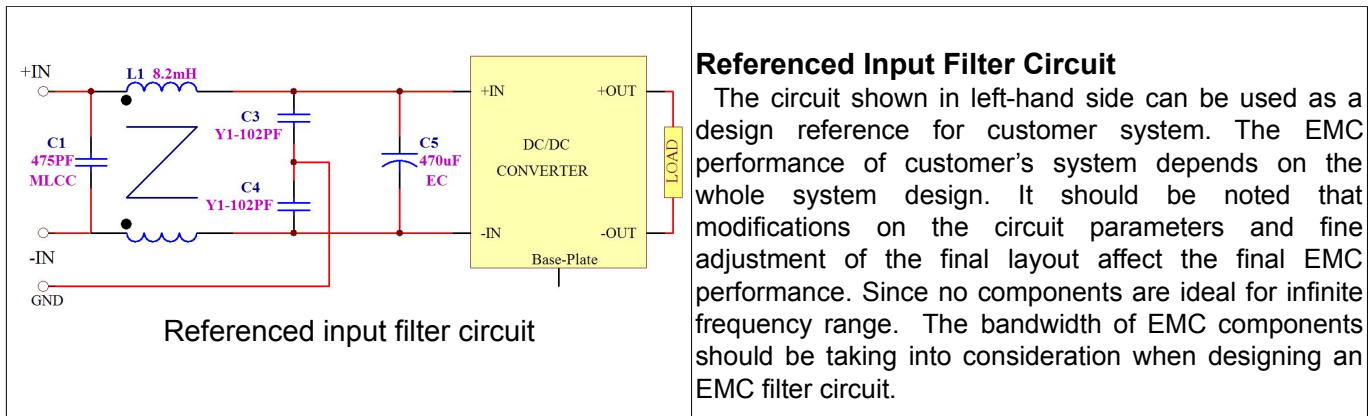 +IN
L1 8.2mH
C1
475PF
MLCC
C3
Y1-102PF
C4
Y1-102PF
C5
470uF
EC
-IN
GND
+IN
+OUT
DC/DC
CONVERTER
-IN
-OUT
Base-Plate
LOAD
Referenced input filter circuit
Referenced Input Filter Circuit
The circuit shown in left-hand side can be used as a
design reference for customer system. The EMC
performance of customer's system depends on the
whole system design. It should be noted that
modifications on the circuit parameters and fine
adjustment of the final layout affect the final EMC
performance. Since no components are ideal for infinite
frequency range. The bandwidth of EMC components
should be taking into consideration when designing an
EMC filter circuit.